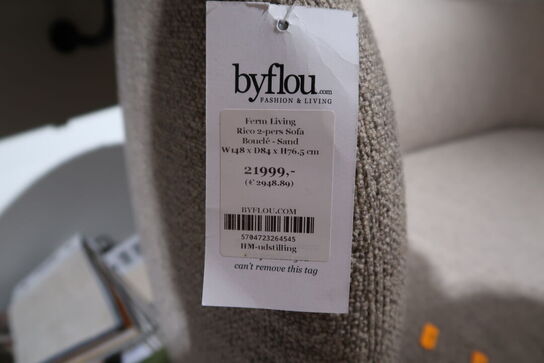 byflou.com
FASHION & LIVING
Ferm Living
Rico 2-pers Sofa
Bouclé - Sand
W148 x D84 x H76.5 cm
21999,-
(€ 2948.89)
BYFLOU.COM
5704723264545
HM-udstilling
can't remove this tag